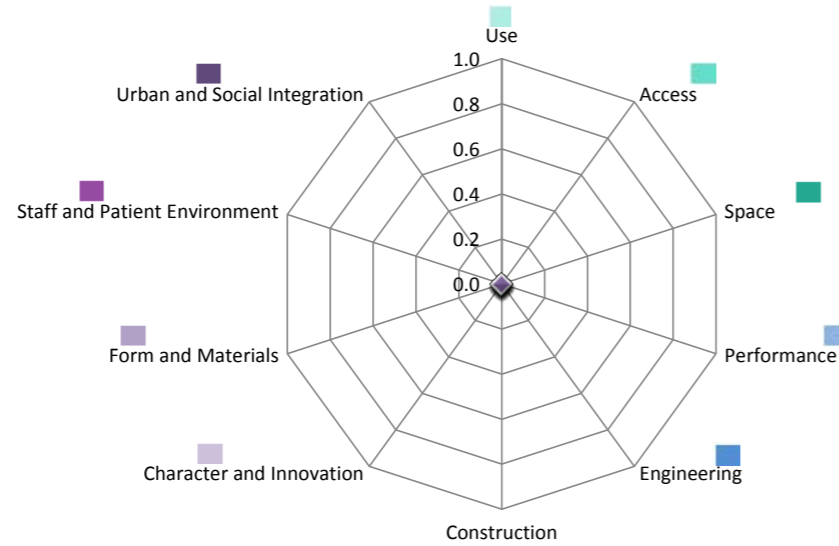 Use
1.0
Urban and Social Integration
Access
0.8
0.6
0.4
Staff and Patient Environment
Space
0.2
0.0
Form and Materials
Performance
Character and Innovation
Engineering
Construction